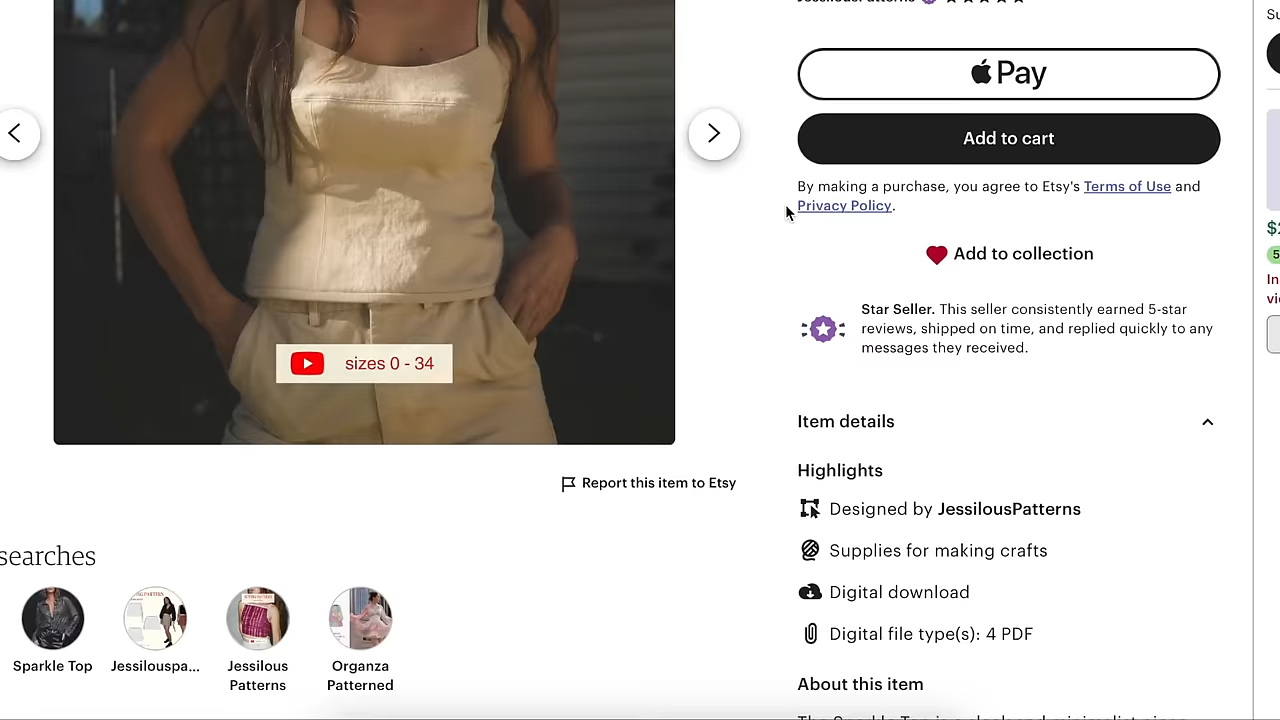 Pay
Add to cart
By making a purchase, you agree to Etsy's Terms of Use and
Privacy Policy.
Add to collection
Star Seller. This seller consistently earned 5-star
reviews, shipped on time, and replied quickly to any
messages they received.
sizes 0 - 34
Item details
Report this item to Etsy
Highlights
Designed by JessilousPatterns
Supplies for making crafts
Digital download
Digital file type(s): 4 PDF
About this item
searches
Sparkle Top
Jessilouspa...
Jessilous
Patterns
Organza
Patterned